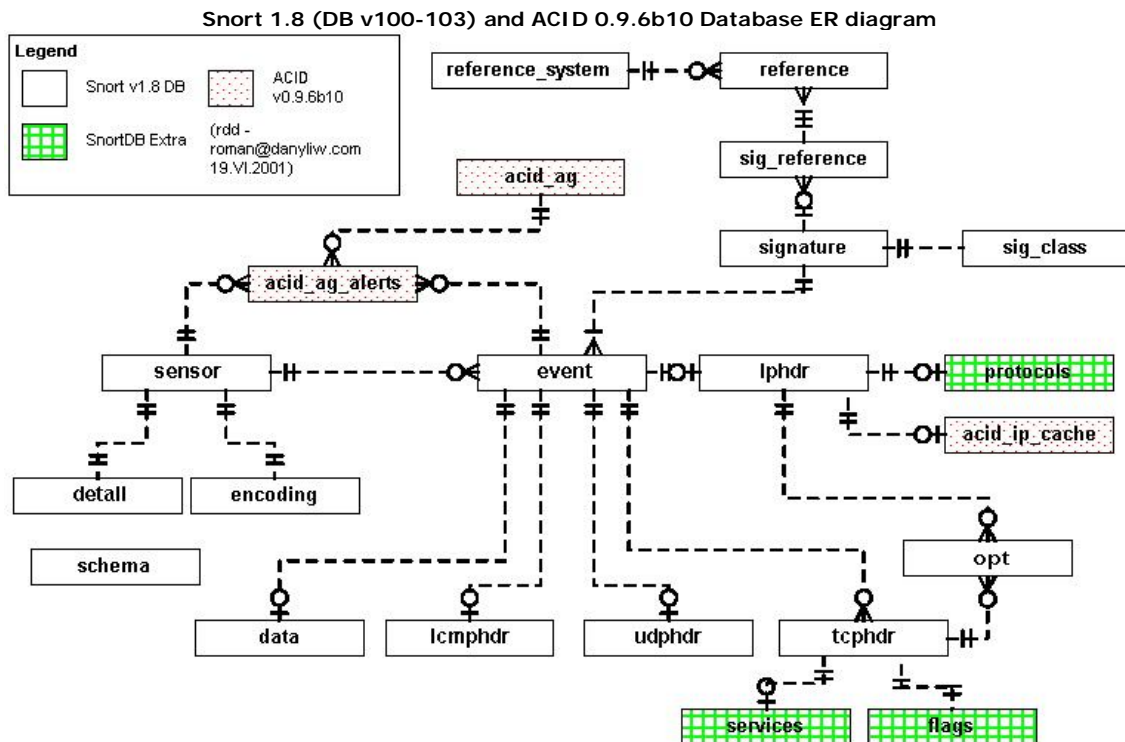 Snort 1.8 (DB v100-103) and ACID 0.9.6b10 Database ER diagram
Legend
Snort v1.8 DB
ACID
v0.9.6b10
SnortDB Extra
(rdd -
roman@danyliw.com
19.VI.2001)
reference_system
reference
sig_reference
acid_ag
signature
sig_class
acid_ag_alerts
sensor
event
Iphdr
protocols
acid_ip_cache
detail
encoding
schema
opt
data
Icmphdr
udphdr
tcphdr
services
flags